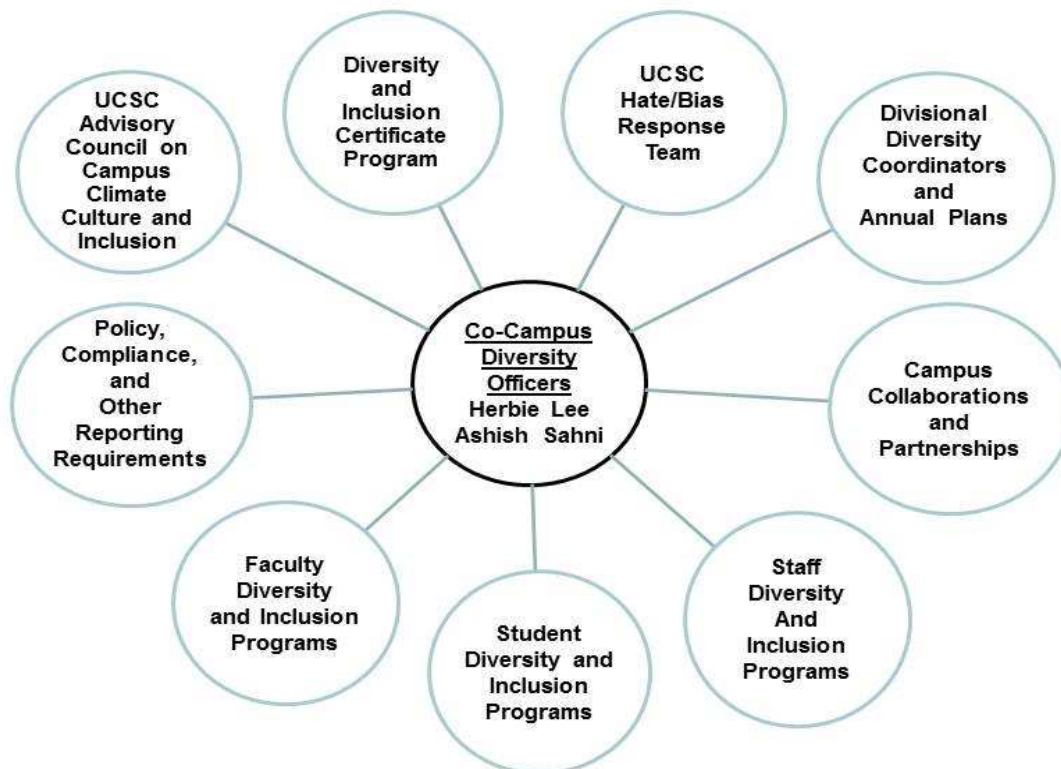 UCSC
Advisory
Council on
Campus
Climate
Culture and
Inclusion
Diversity
and
Inclusion
Certificate
Program
UCSC
Hate/Bias
Response
Team
Divisional
Diversity
Coordinators
and
Annual Plans
Policy,
Compliance,
and
Other
Reporting
Requirements
Co-Campus
Diversity
Officers
Herbie Lee
Ashish Sahni
Campus
Collaborations
and
Partnerships
Faculty
Diversity
and Inclusion
Programs
Student
Diversity and
Inclusion
Programs
Staff
Diversity
And
Inclusion
Programs